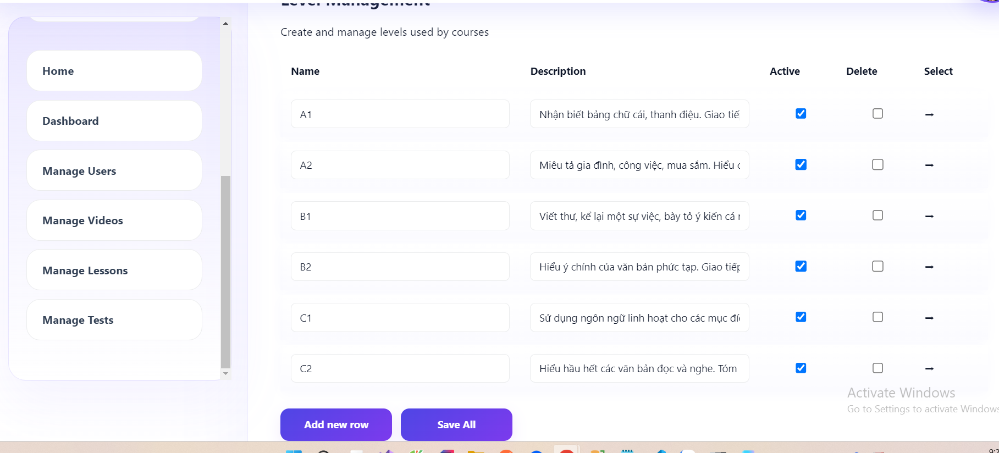 Level Management
Create and manage levels used by courses
Home
Dashboard
Manage Users
Manage Videos
Manage Lessons
Manage Tests
Name Description Active Delete Select
A1 Nhận biết bảng chữ cái, thanh điệu. Giao tiế
A2 Miêu tả gia đình, công việc, mua sắm. Hiểu
B1 Viết thư, kể lại một sự việc, bày tỏ ý kiến cá
B2 Hiểu ý chính của văn bản phức tạp. Giao tiếp
C1 Sử dụng ngôn ngữ linh hoạt cho các mục
C2 Hiểu hầu hết các văn bản đọc và nghe. Tóm
Add new row Save All
Activate Windows
Go to Settings to activate Windows